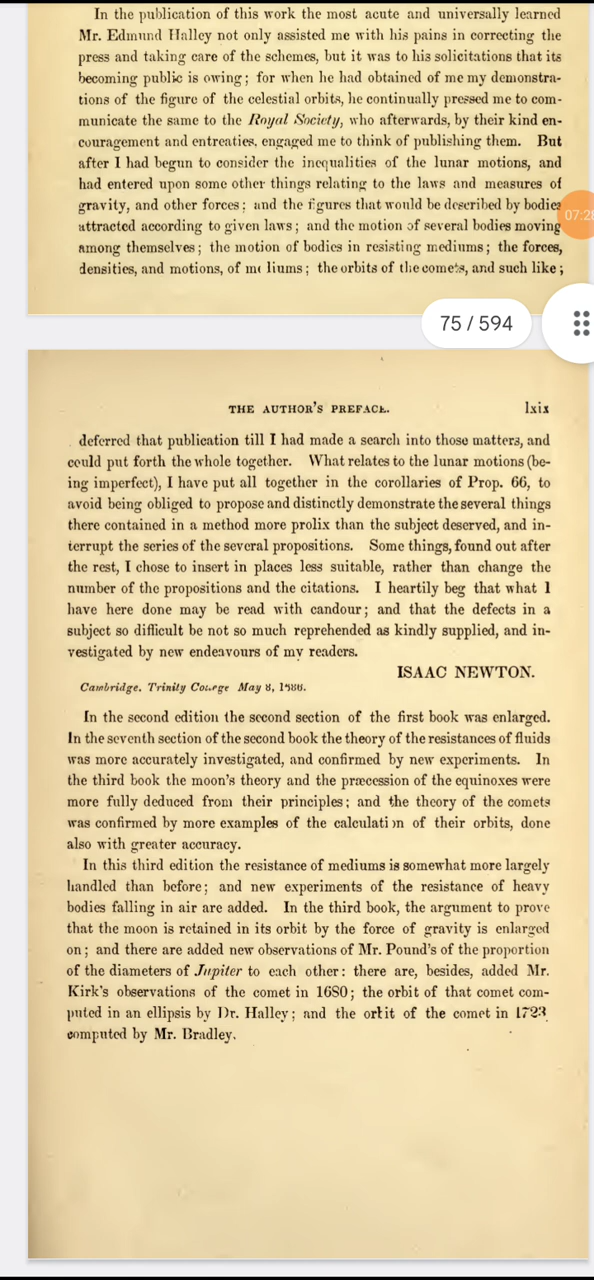 In the publication of this work the most acute and universally learned
Mr. Edmund Halley not only assisted me with his pains in correcting the
press and taking care of the schemes, but it was to his solicitations that its
becoming public is owing; for when he had obtained of me my demonstra-
tions of the figure of the celestial orbits, he continually pressed me to com-
municate the same to the Royal Society, who afterwards, by their kind en-
couragement and entreaties, engaged me to think of publishing them. But
after I had begun to consider the inequalities of the lunar motions, and
had entered upon some other things relating to the laws and measures of
gravity, and other forces; and the figures that would be described by bodies
attracted according to given laws; and the motion of several bodies moving
among themselves; the motion of bodies in resisting mediums; the forces,
densities, and motions, of mediums; the orbits of the comets, and such like;
07:28
75 / 594
THE AUTHOR'S PREFACE. lxix
deferred that publication till I had made a search into those matters, and
could put forth the whole together. What relates to the lunar motions (be-
ing imperfect), I have put all together in the corollaries of Prop. 66, to
avoid being obliged to propose and distinctly demonstrate the several things
there contained in a method more prolix than the subject deserved, and in-
terrupt the series of the several propositions. Some things, found out after
the rest, I chose to insert in places less suitable, rather than change the
number of the propositions and the citations. I heartily beg that what I
have here done may be read with candour; and that the defects in a
subject so difficult be not so much reprehended as kindly supplied, and in-
vestigated by new endeavours of my readers.
ISAAC NEWTON.
Cambridge, Trinity College May 8, 1686.
In the second edition the second section of the first book was enlarged.
In the seventh section of the second book the theory of the resistances of fluids
was more accurately investigated, and confirmed by new experiments. In
the third book the moon's theory and the præcession of the equinoxes were
more fully deduced from their principles; and the theory of the comets
was confirmed by more examples of the calculation of their orbits, done
also with greater accuracy.
In this third edition the resistance of mediums is somewhat more largely
handled than before; and new experiments of the resistance of heavy
bodies falling in air are added. In the third book, the argument to prove
that the moon is retained in its orbit by the force of gravity is enlarged
on; and there are added new observations of Mr. Pound's of the proportion
of the diameters of Jupiter to each other: there are, besides, added Mr.
Kirk's observations of the comet in 1680; the orbit of that comet com-
puted in an ellipsis by Dr. Halley; and the orbit of the comet in 1723,
computed by Mr. Bradley.